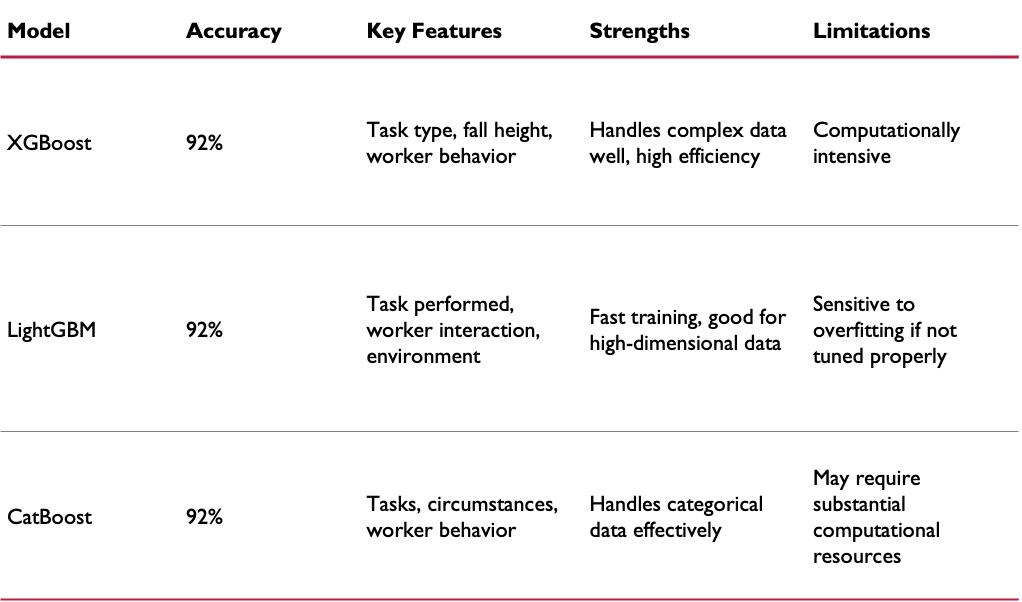 Model Accuracy Key Features Strengths Limitations
XGBoost 92% Task type, fall height, Handles complex data Computationally
worker behavior well, high efficiency intensive
LightGBM 92% Task performed, Fast training, good for Sensitive to
worker interaction, high-dimensional data overfitting if not
environment tuned properly
CatBoost 92% Tasks, circumstances, Handles categorical May require
worker behavior data effectively substantial
computational
resources